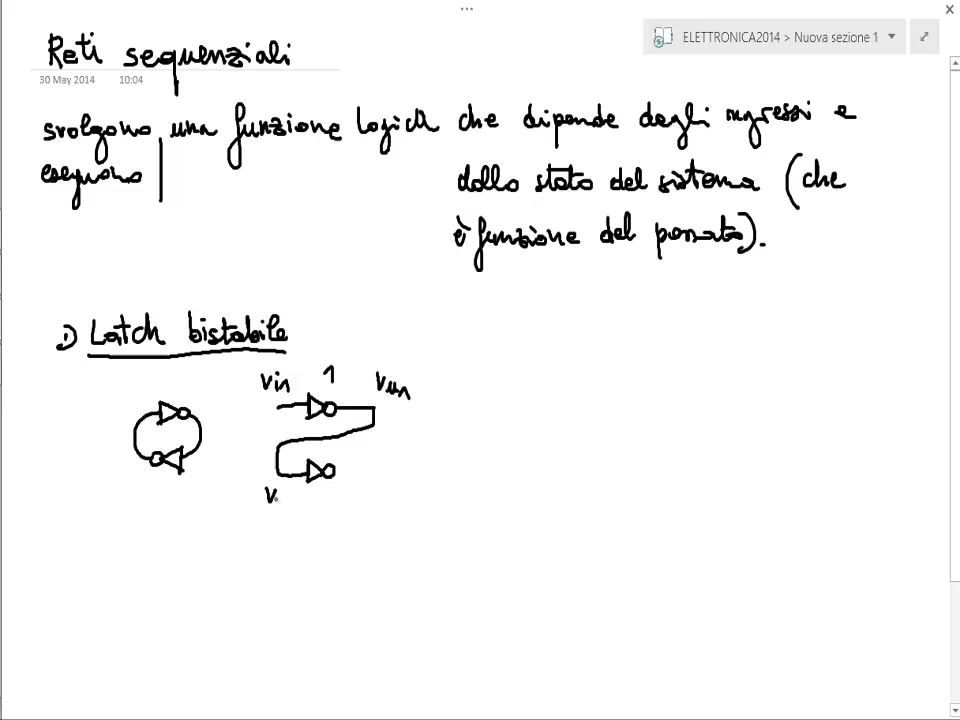 ELETTRONICA2014 > Nuova sezione 1
Reti sequenziali
30 May 2014 10:04
svolgono una funzione logica che dipende dagli ingressi e
eseguono dallo stato del sistema (che
è funzione del passato).
1) Latch bistabile
Vin 1
V